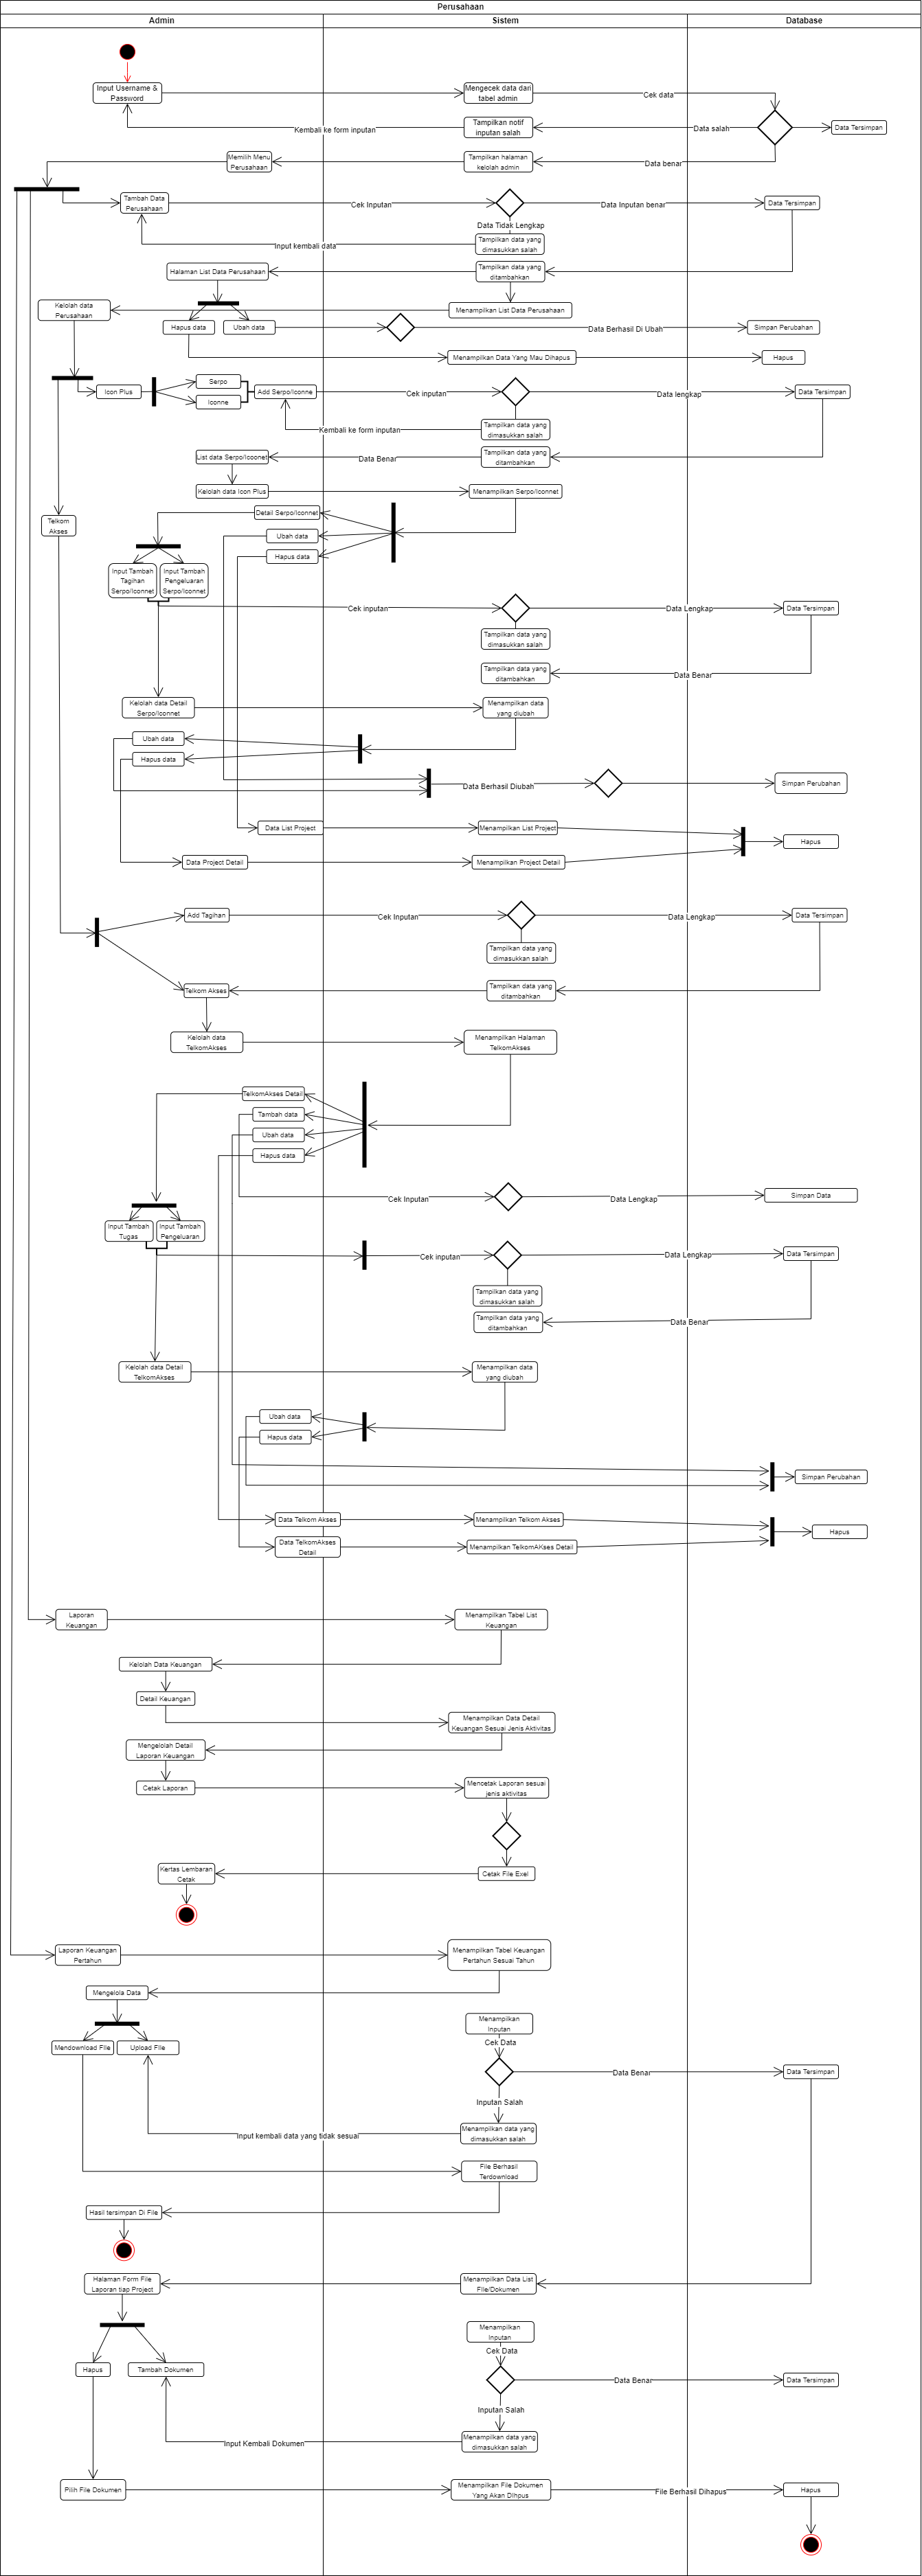 Perusahaan
Admin
Sistem
Database
Input Username &
Password
Mengecek data dari
tabel admin
Cek data
Tampilkan notif
inputan salah
Kembali ke form inputan
Data salah
Data Tersimpan
Memilih Menu
Perusahaan
Tampilkan halaman
kelolah admin
Data benar
Tambah Data
Perusahaan
Cek Inputan
Data Inputan benar
Data Tersimpan
Data Tidak Lengkap
Input kembali data
Tampilkan data yang
dimasukkan salah
Halaman List Data Perusahaaan
Tampilkan data yang
ditambahkan
Kelolah data
Perusahaan
Menampilkan List Data Perusahaan
Hapus data
Ubah data
Data Berhasil Di Ubah
Simpan Perubahan
Menampilkan Data Yang Mau Dihapus
Hapus
Icon Plus
Serpo
Iconne
Add Serpo/Iconne
Cek inputan
Data lengkap
Data Tersimpan
Kembali ke form inputan
Tampilkan data yang
dimasukkan salah
List data Serpo/Icoonet
Data Benar
Tampilkan data yang
ditambahkan
Kelolah data Icon Plus
Menampilkan Serpo/Iconnet
Telkom
Akses
Detail Serpo/Iconnet
Ubah data
Hapus data
Input Tambah
Tagihan
Serpo/Iconnet
Input Tambah
Pengeluaran
Serpo/Iconnet
Cek inputan
Data Lengkap
Data Tersimpan
Tampilkan data yang
dimasukkan salah
Tampilkan data yang
ditambahkan
Data Benar
Kelolah data Detail
Serpo/Iconnet
Menampilkan data
yang diubah
Ubah data
Hapus data
Data Berhasil Diubah
Simpan Perubahan
Data List Project
Menampilkan List Project
Hapus
Data Project Detail
Menampilkan Project Detail
Add Tagihan
Cek Inputan
Data Lengkap
Data Tersimpan
Tampilkan data yang
dimasukkan salah
Telkom Akses
Tampilkan data yang
ditambahkan
Kelolah data
TelkomAkses
Menampilkan Halaman
TelkomAkses
TelkomAkses Detail
Tambah data
Ubah data
Hapus data
Cek Inputan
Data Lengkap
Simpan Data
Input Tambah
Tugas
Input Tambah
Pengeluaran
Cek inputan
Data Lengkap
Data Tersimpan
Tampilkan data yang
dimasukkan salah
Tampilkan data yang
ditambahkan
Data Benar
Kelolah data Detail
TelkomAkses
Menampilkan data
yang diubah
Ubah data
Hapus data
Simpan Perubahan
Data Telkom Akses
Menampilkan Telkom Akses
Hapus
Data TelkomAkses
Detail
Menampilkan TelkomAKses Detail
Laporan
Keuangan
Menampilkan Tabel List
Keuangan
Kelolah Data Keuangan
Detail Keuangan
Menampilkan Data Detail
Keuangan Sesuai Jenis Aktivitas
Mengelolah Detail
Laporan Keuangan
Cetak Laporan
Mencetak Laporan sesuai
jenis aktivitas
Kertas Lembaran
Cetak
Cetak File Exel
Laporan Keuangan
Pertahun
Menampilkan Tabel Keuangan
Pertahun Sesuai Tahun
Mengelola Data
Menampilkan
Inputan
Cek Data
Mendownload File
Upload File
Data Benar
Data Tersimpan
Inputan Salah
Input kembali data yang tidak sesuai
Menampilkan data yang
dimasukkan salah
File Berhasil
Terdownload
Hasil tersimpan Di File
Halaman Form File
Laporan tiap Project
Menampilkan Data List
File/Dokumen
Menampilkan
Inputan
Cek Data
Hapus
Tambah Dokumen
Data Benar
Data Tersimpan
Inputan Salah
Input Kembali Dokumen
Menampilkan data yang
dimasukkan salah
Pilih File Dokumen
Menampilkan File Dokumen
Yang Akan DIhpus
File Berhasil Dihapus
Hapus